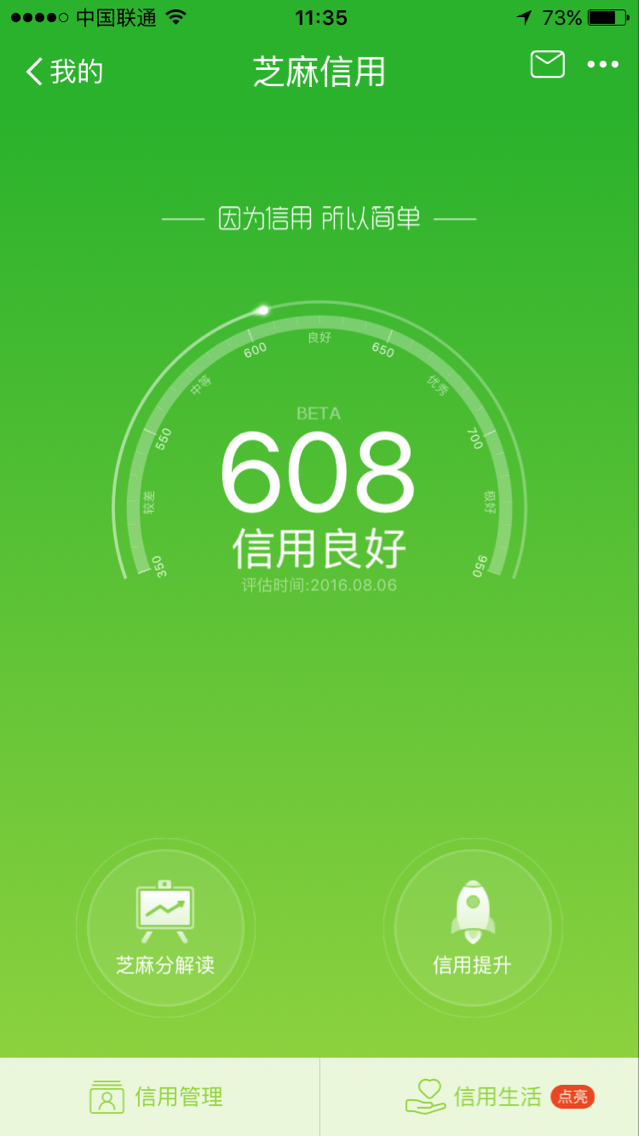 中国联通 11:35 73%
我的 芝麻信用
因为信用 所以简单
350 较差 550 中等 600 良好 650 优秀 700 极好 950
BETA
608
信用良好
评估时间:2016.08.06
芝麻分解读 信用提升
信用管理 信用生活 点亮